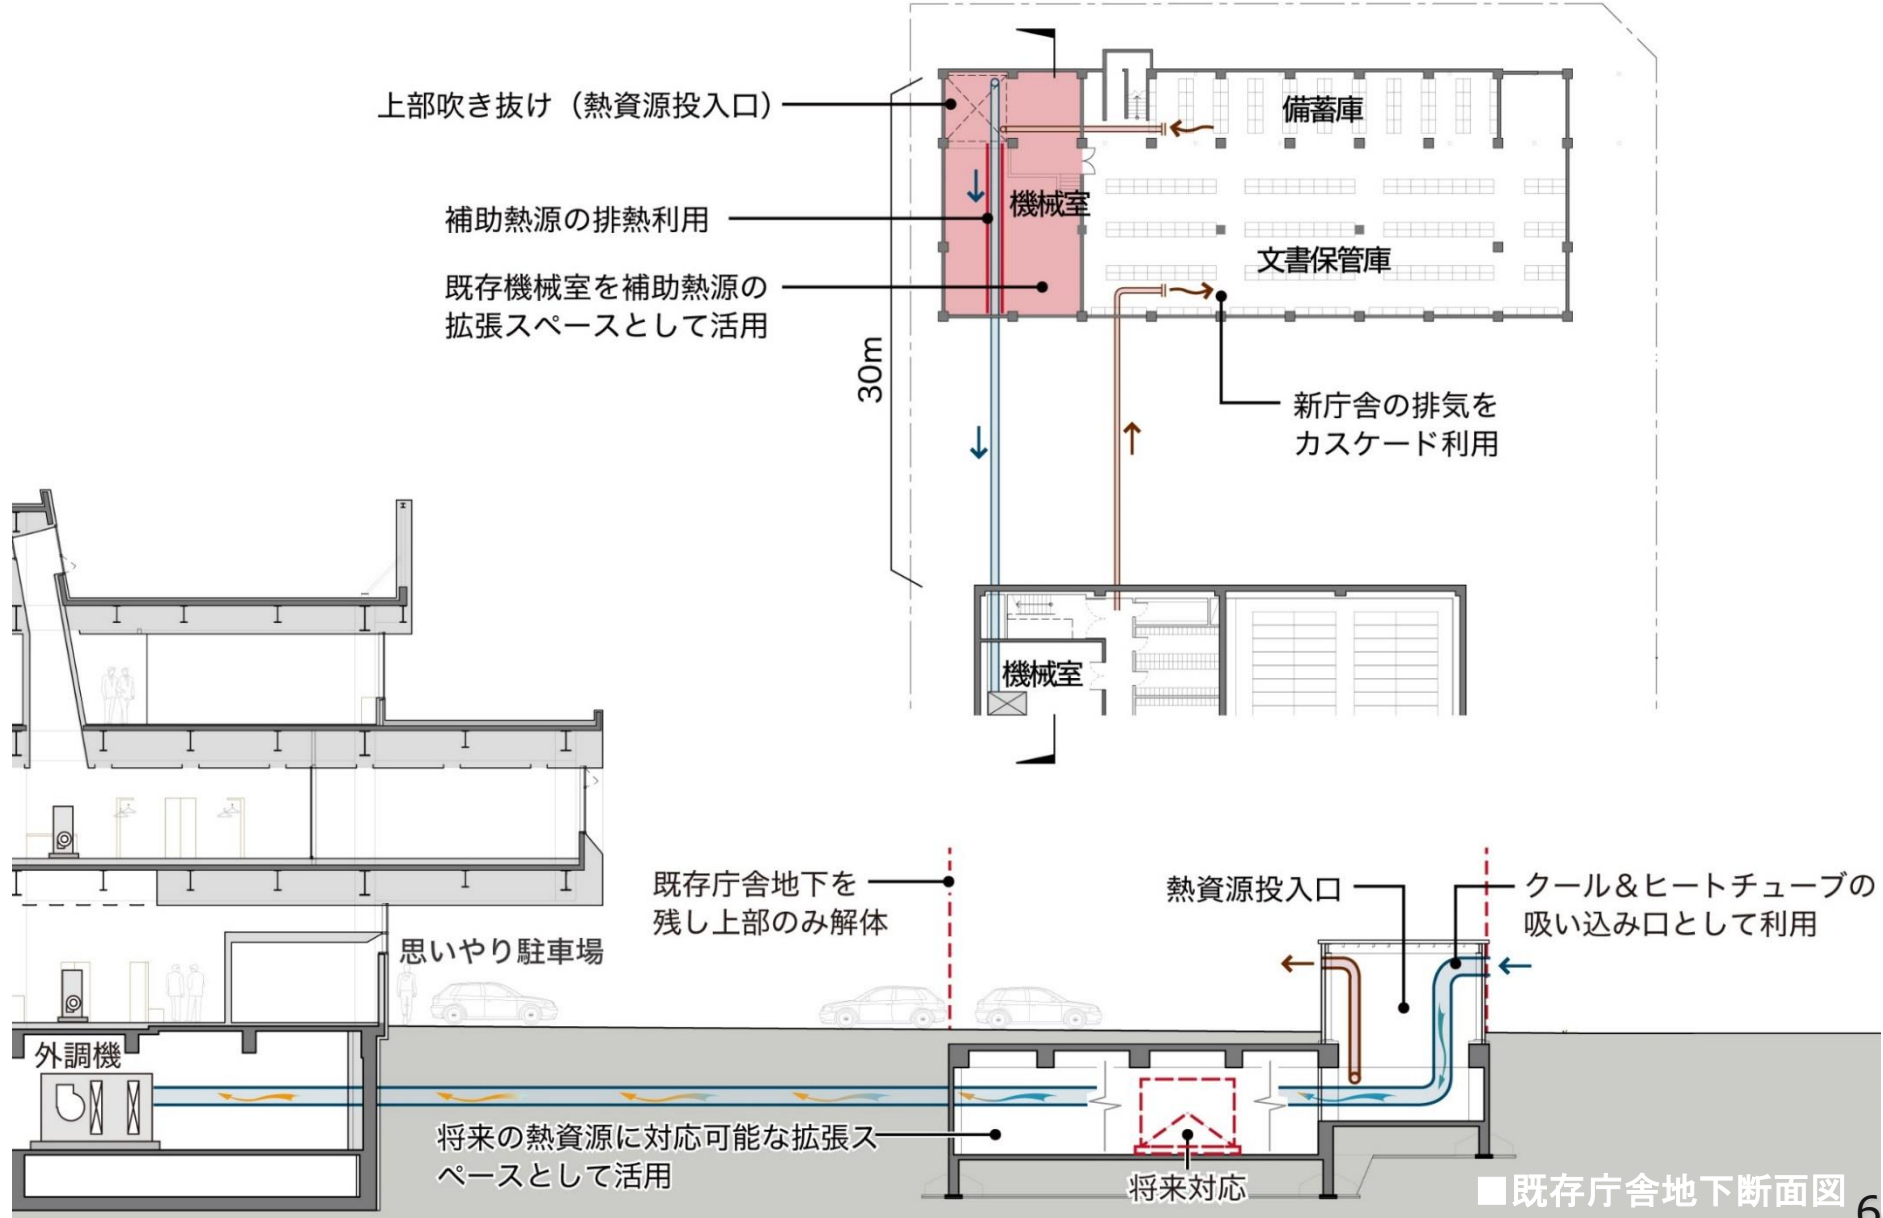 上部吹き抜け（熱資源投入口）
備蓄庫
補助熱源の排熱利用
機械室
既存機械室を補助熱源の
拡張スペースとして活用
文書保管庫
30m
新庁舎の排気を
カスケード利用
機械室
既存庁舎地下を
残し上部のみ解体
熱資源投入口
クール＆ヒートチューブの
吸い込み口として利用
思いやり駐車場
外調機
将来の熱資源に対応可能な拡張ス
ペースとして活用
将来対応
■既存庁舎地下断面図
6